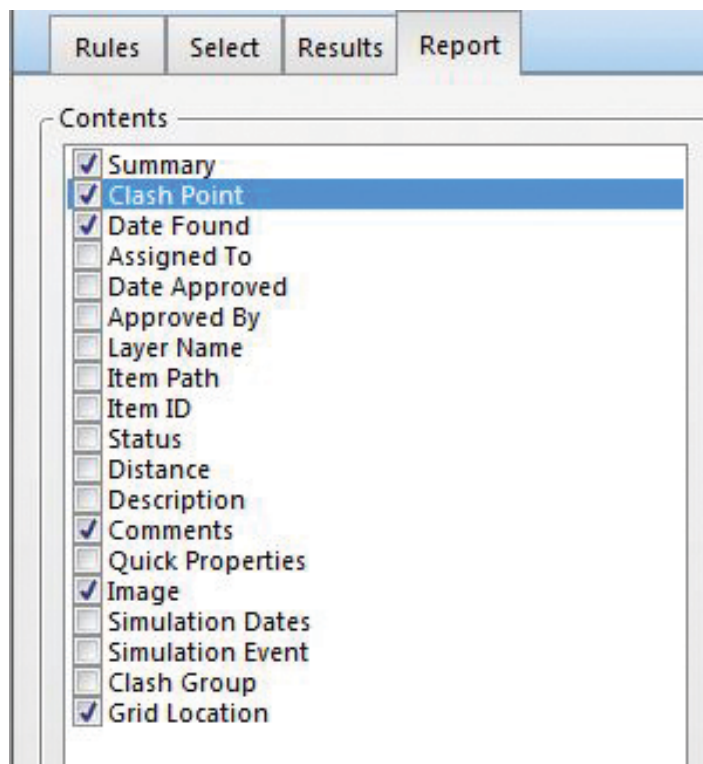 Rules Select Results Report
Contents
Summary
Clash Point
Date Found
Assigned To
Date Approved
Approved By
Layer Name
Item Path
Item ID
Status
Distance
Description
Comments
Quick Properties
Image
Simulation Dates
Simulation Event
Clash Group
Grid Location